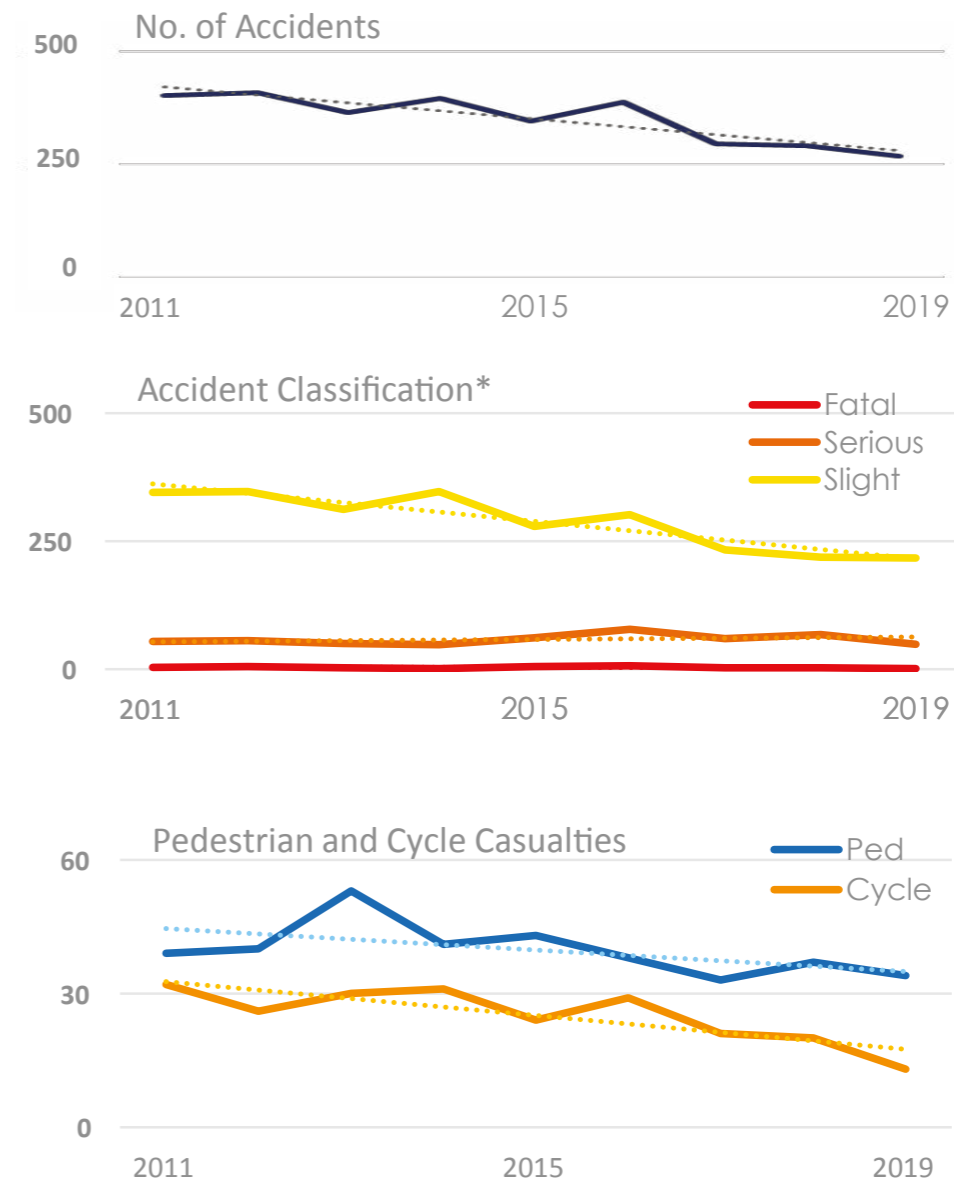 No. of Accidents
500
250
0
2011 2015 2019
Accident Classification*
500
Fatal
Serious
Slight
250
0
2011 2015 2019
Pedestrian and Cycle Casualties
60
Ped
Cycle
30
0
2011 2015 2019